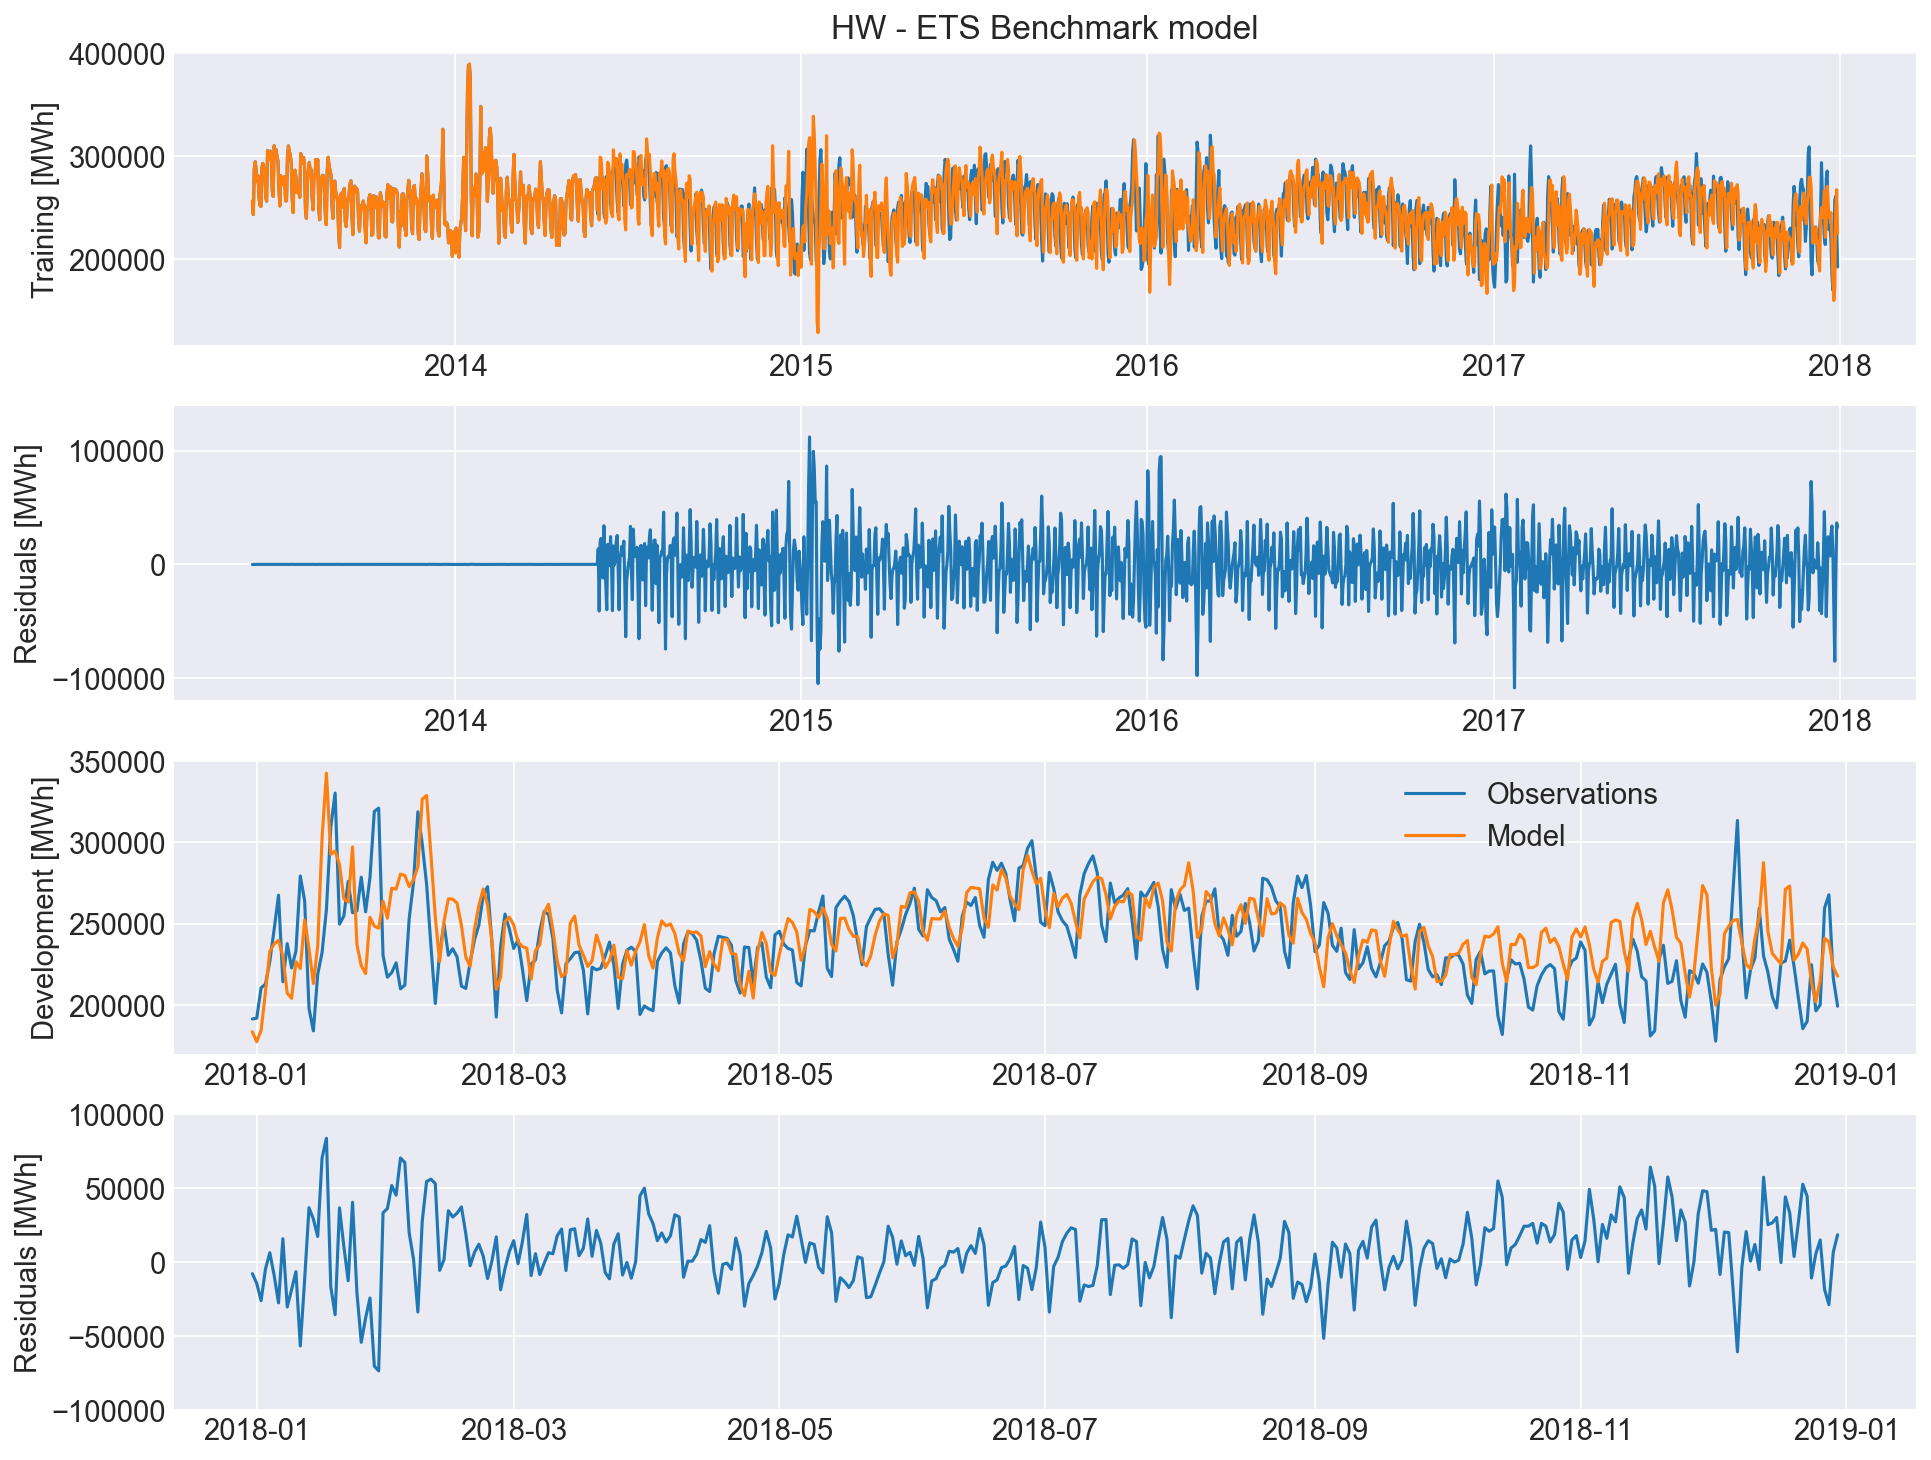 HW - ETS Benchmark model
Training [MWh]
400000
300000
200000
2014 2015 2016 2017 2018
Residuals [MWh]
100000
0
−100000
2014 2015 2016 2017 2018
Development [MWh]
350000
300000
250000
200000
Observations
Model
2018-01 2018-03 2018-05 2018-07 2018-09 2018-11 2019-01
Residuals [MWh]
100000
50000
0
−50000
−100000
2018-01 2018-03 2018-05 2018-07 2018-09 2018-11 2019-01